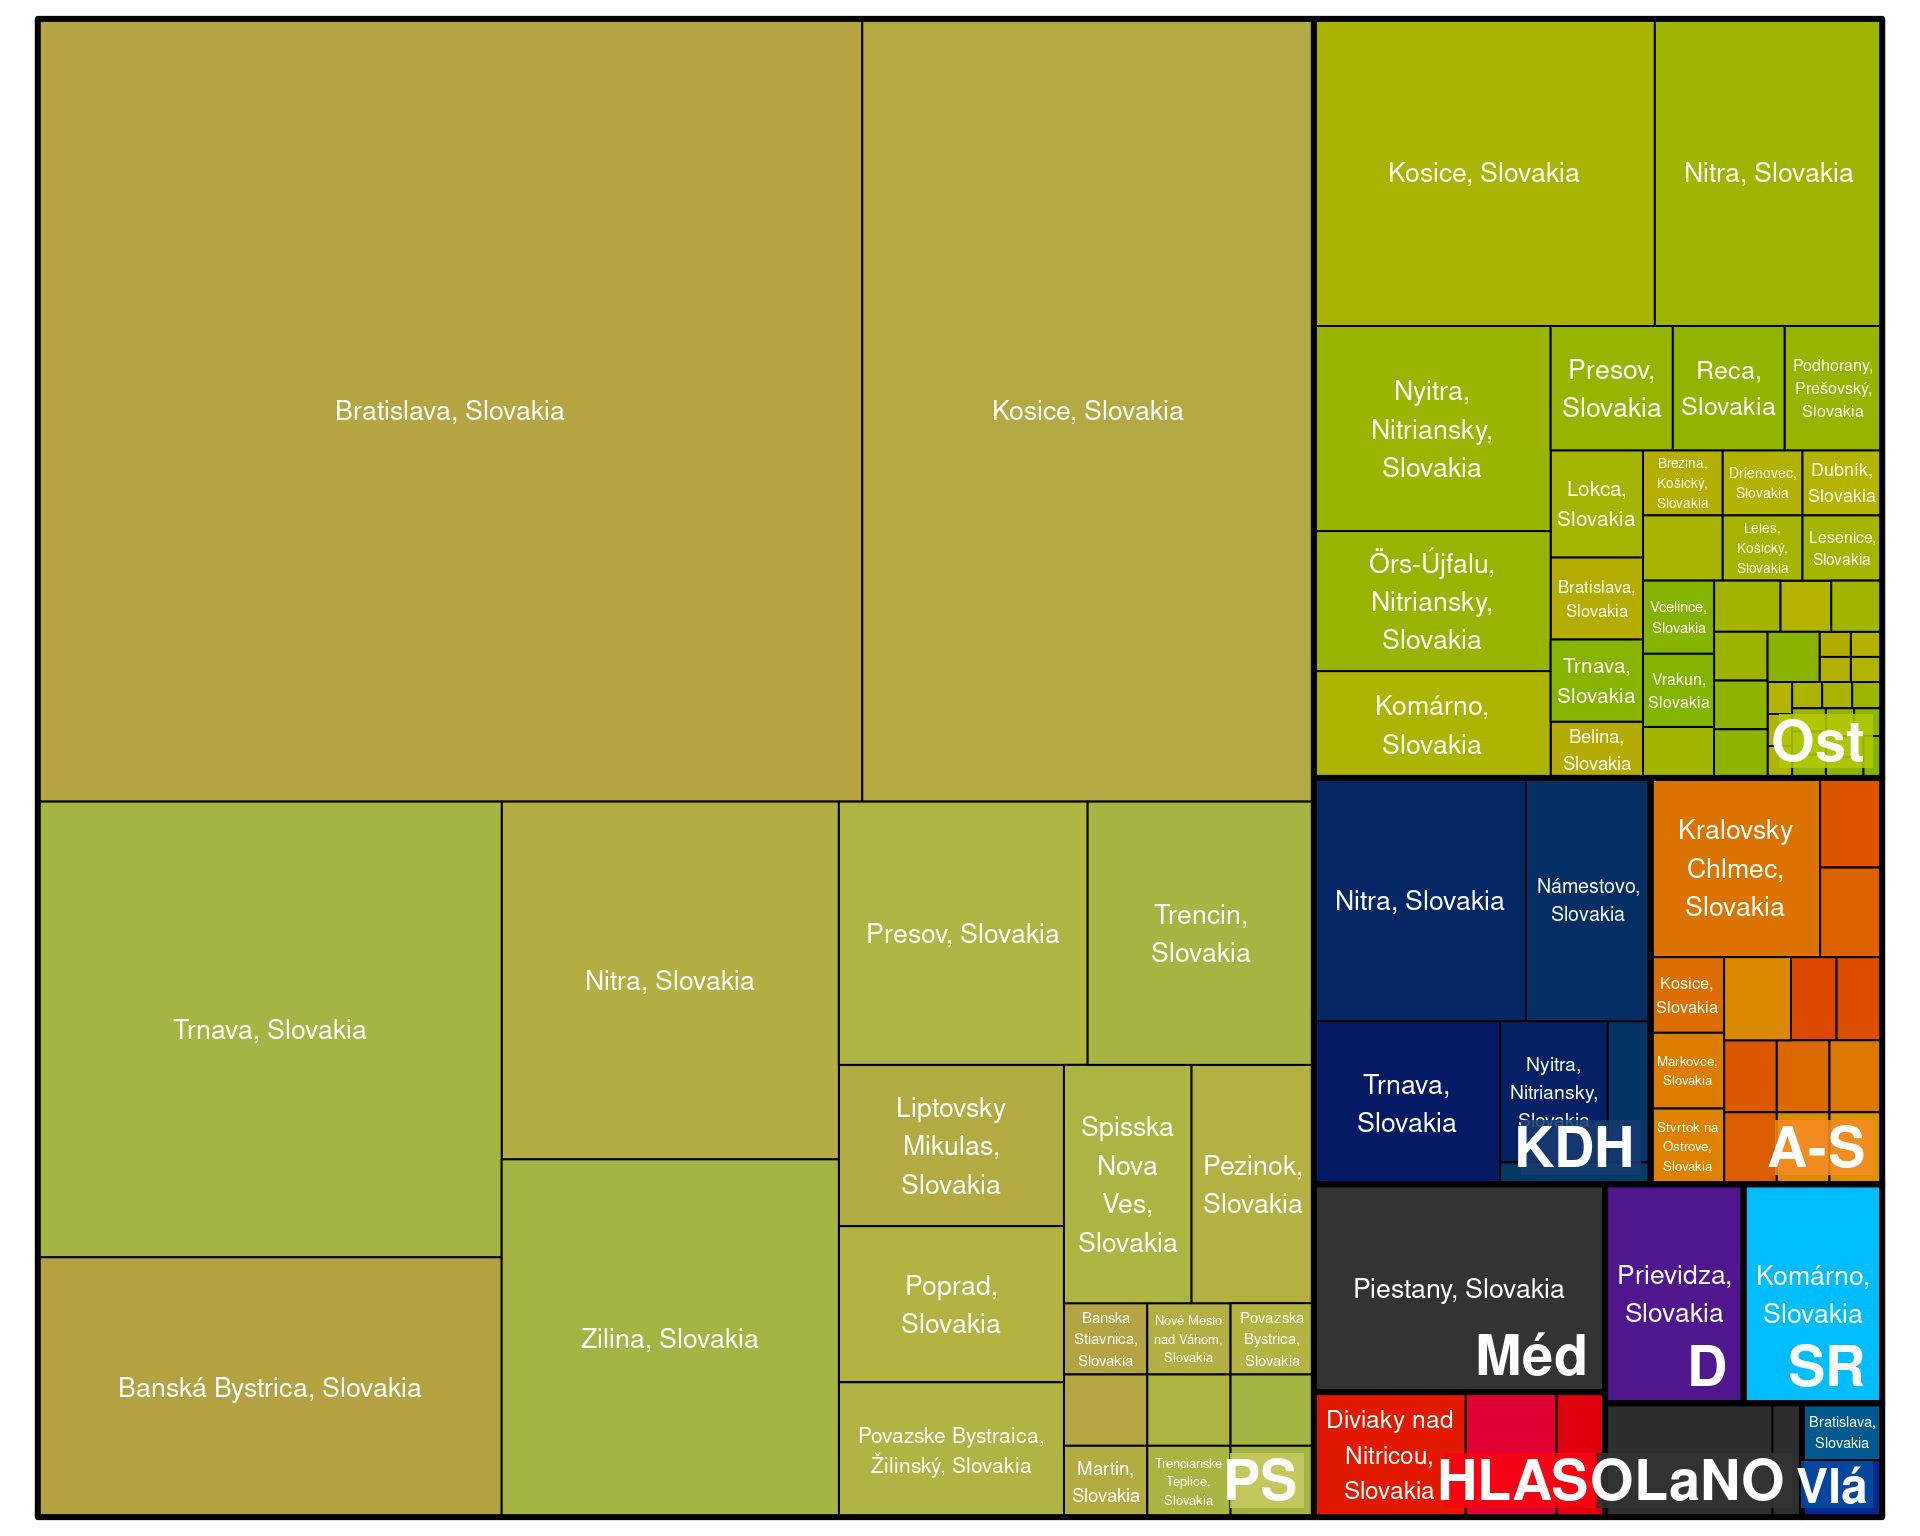 Bratislava, Slovakia
Kosice, Slovakia
Trnava, Slovakia
Banská Bystrica, Slovakia
Nitra, Slovakia
Zilina, Slovakia
Presov, Slovakia
Trencin,
Slovakia
Liptovsky
Mikulas,
Slovakia
Poprad,
Slovakia
Povazske Bystraica,
Žilinský, Slovakia
Spisska
Nova
Ves,
Slovakia
Pezinok,
Slovakia
Banska
Stiavnica,
Slovakia
Nové Mesto
nad Váhom,
Slovakia
Povazska
Bystrica,
Slovakia
Martin,
Slovakia
Trencianske
Teplice,
Slovakia
PS
Kosice, Slovakia
Nitra, Slovakia
Nyitra,
Nitriansky,
Slovakia
Örs-Újfalu,
Nitriansky,
Slovakia
Komárno,
Slovakia
Presov,
Slovakia
Reca,
Slovakia
Podhorany,
Prešovský,
Slovakia
Lokca,
Slovakia
Bratislava,
Slovakia
Trnava,
Slovakia
Belina,
Slovakia
Brezina,
Košický,
Slovakia
Drienovec,
Slovakia
Dubník,
Slovakia
Leles,
Košický,
Slovakia
Lesenice,
Slovakia
Vcelince,
Slovakia
Vrakun,
Slovakia
Ost
Nitra, Slovakia
Námestovo,
Slovakia
Trnava,
Slovakia
Nyitra,
Nitriansky,
Slovakia
KDH
Kralovsky
Chlmec,
Slovakia
Kosice,
Slovakia
Markovce,
Slovakia
Stvrtok na
Ostrove,
Slovakia
A-S
Piestany, Slovakia
Méd
Prievidza,
Slovakia
D
Komárno,
Slovakia
SR
Diviaky nad
Nitricou,
Slovakia
HLAS
OLaNO
Bratislava,
Slovakia
Vlá